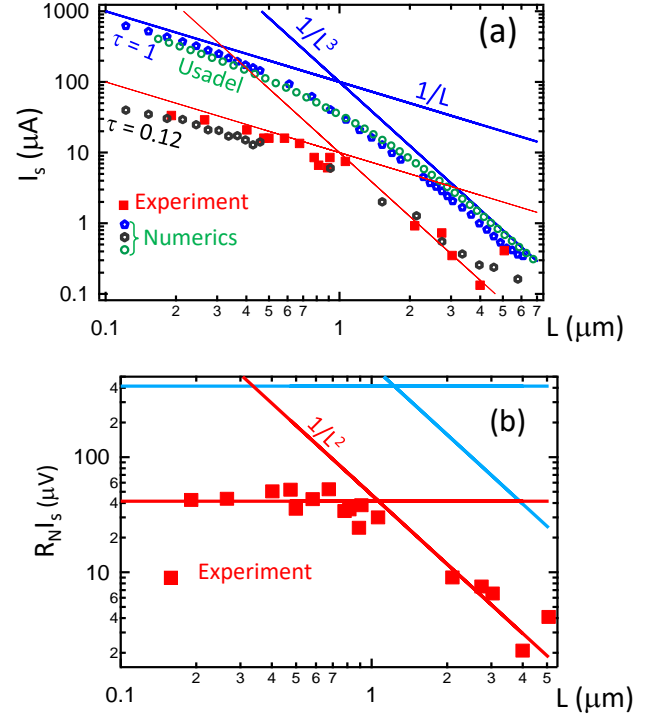 (a)
1000
100
10
1
0.1
I_s (μA)
τ = 1
Usadel
τ = 0.12
1/L³
1/L
Experiment
Numerics
0.1 2 3 4 5 6 7 1 2 3 4 5 6 7
L (μm)
(b)
4
2
100
6
4
2
10
6
4
2
R_N I_s (μV)
1/L²
Experiment
0.1 2 3 4 5 6 7 1 2 3 4 5
L (μm)